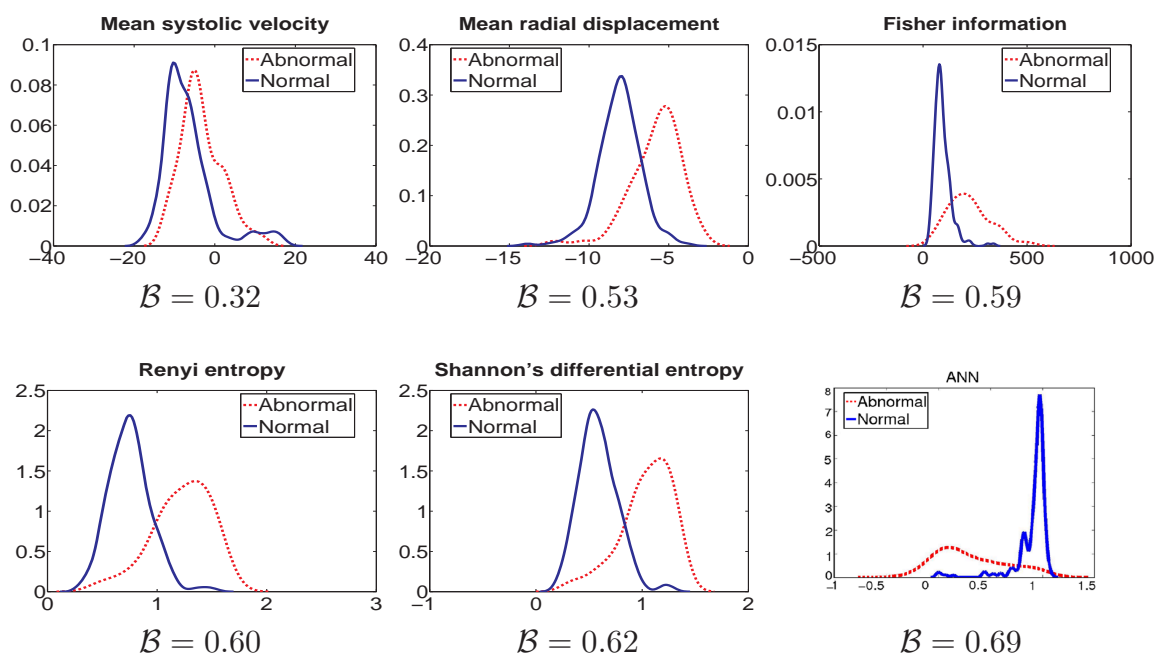 Mean systolic velocity
0.1
0.08
0.06
0.04
0.02
0
−40 −20 0 20 40
Abnormal
Normal
B = 0.32
Mean radial displacement
0.4
0.3
0.2
0.1
0
−20 −15 −10 −5 0
Abnormal
Normal
B = 0.53
Fisher information
0.015
0.01
0.005
0
−500 0 500 1000
Abnormal
Normal
B = 0.59
Renyi entropy
2.5
2
1.5
1
0.5
0
0 1 2 3
Abnormal
Normal
B = 0.60
Shannon's differential entropy
2.5
2
1.5
1
0.5
0
−1 0 1 2
Abnormal
Normal
B = 0.62
ANN
8
7
6
5
4
3
2
1
0
-1 -0.5 0 0.5 1 1.5
Abnormal
Normal
B = 0.69